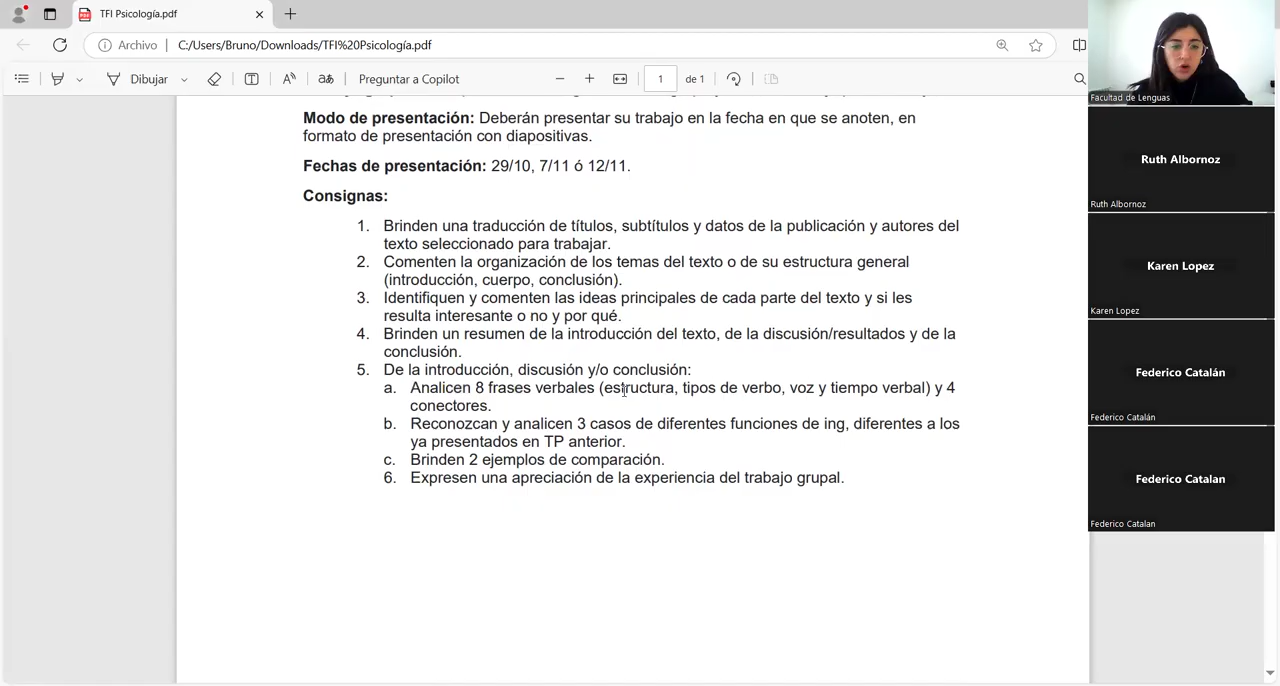 TFI Psicología.pdf
Archivo
C:/Users/Bruno/Downloads/TFI%20Psicología.pdf
Dibujar
Preguntar a Copilot
1 de 1
Modo de presentación: Deberán presentar su trabajo en la fecha en que se anoten, en
formato de presentación con diapositivas.
Fechas de presentación: 29/10, 7/11 ó 12/11.
Consignas:
1. Brinden una traducción de títulos, subtítulos y datos de la publicación y autores del
texto seleccionado para trabajar.
2. Comenten la organización de los temas del texto o de su estructura general
(introducción, cuerpo, conclusión).
3. Identifiquen y comenten las ideas principales de cada parte del texto y si les
resulta interesante o no y por qué.
4. Brinden un resumen de la introducción del texto, de la discusión/resultados y de la
conclusión.
5. De la introducción, discusión y/o conclusión:
a. Analicen 8 frases verbales (estructura, tipos de verbo, voz y tiempo verbal) y 4
conectores.
b. Reconozcan y analicen 3 casos de diferentes funciones de ing, diferentes a los
ya presentados en TP anterior.
c. Brinden 2 ejemplos de comparación.
6. Expresen una apreciación de la experiencia del trabajo grupal.
Facultad de Lenguas
Ruth Albornoz
Ruth Albornoz
Karen Lopez
Karen Lopez
Federico Catalán
Federico Catalán
Federico Catalan
Federico Catalan